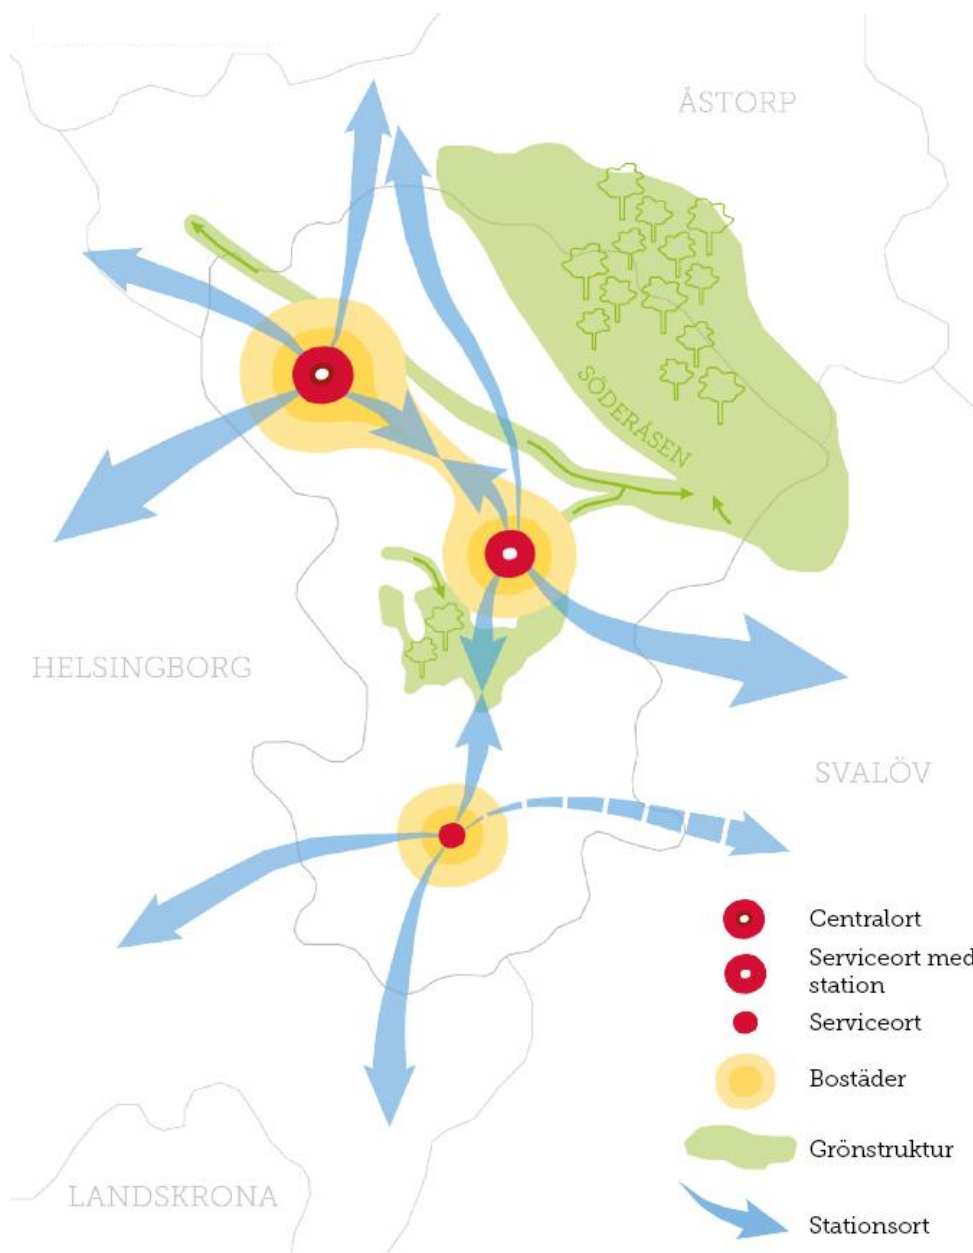 ÅSTORP
SÖDERÅSEN
HELSINGBORG
SVALÖV
LANDSKRONA
Centralort
Serviceort med
station
Serviceort
Bostäder
Grönstruktur
Stationsort